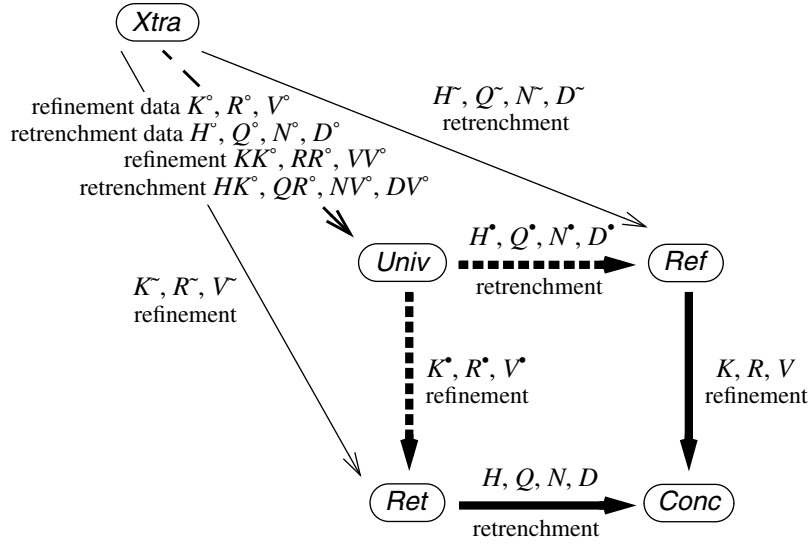 Xtra
H~, Q~, N~, D~
retrenchment
refinement data K°, R°, V°
retrenchment data H°, Q°, N°, D°
refinement KK°, RR°, VV°
retrenchment HK°, QR°, NV°, DV°
H•, Q•, N•, D•
Univ
Ref
retrenchment
K~, R~, V~
refinement
K•, R•, V•
refinement
K, R, V
refinement
H, Q, N, D
Ret
Conc
retrenchment